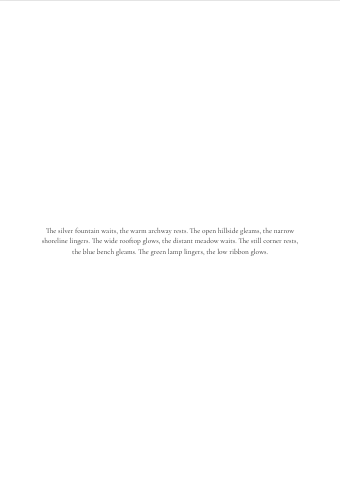 The silver fountain waits, the warm archway rests. The open hillside gleams, the narrow
shoreline lingers. The wide rooftop glows, the distant meadow waits. The still corner rests,
the blue bench gleams. The green lamp lingers, the low ribbon glows.